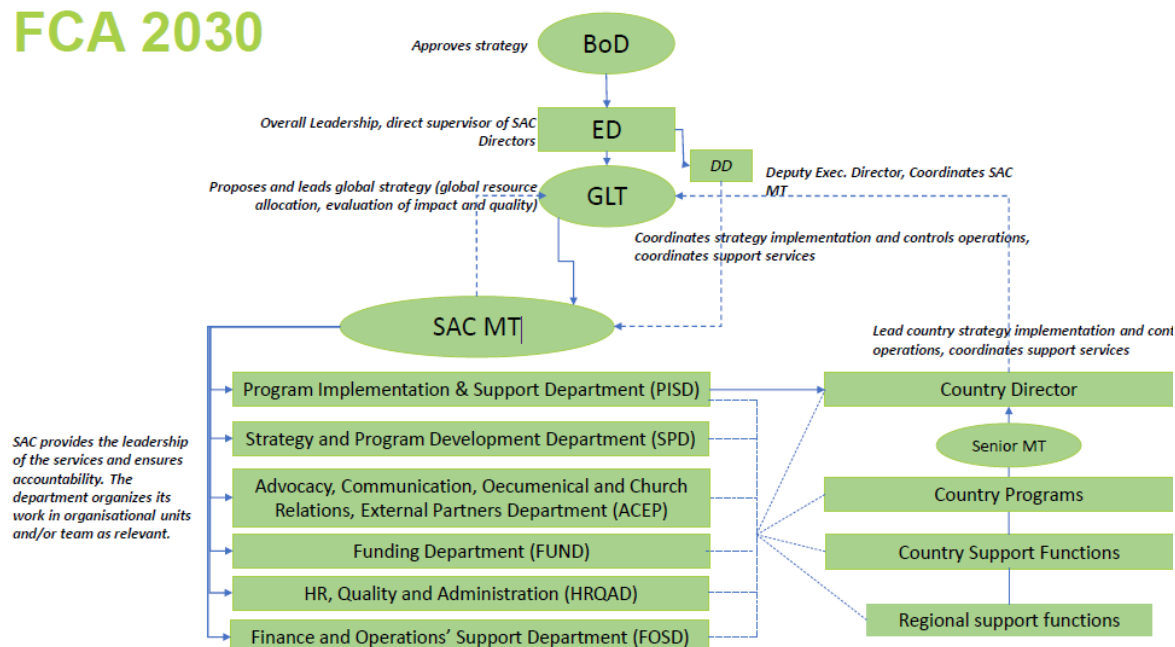 FCA 2030
Approves strategy
BoD
Overall Leadership, direct supervisor of SAC
Directors
ED
DD
Deputy Exec. Director, Coordinates SAC
MT
Proposes and leads global strategy (global resource
allocation, evaluation of impact and quality)
GLT
Coordinates strategy implementation and controls operations,
coordinates support services
SAC MT
Lead country strategy implementation and cont
operations, coordinates support services
Program Implementation & Support Department (PISD)
Country Director
SAC provides the leadership
of the services and ensures
accountability. The
department organizes its
work in organisational units
and/or team as relevant.
Strategy and Program Development Department (SPD)
Senior MT
Advocacy, Communication, Oecumenical and Church
Relations, External Partners Department (ACEP)
Country Programs
Funding Department (FUND)
Country Support Functions
HR, Quality and Administration (HRQAD)
Regional support functions
Finance and Operations’ Support Department (FOSD)